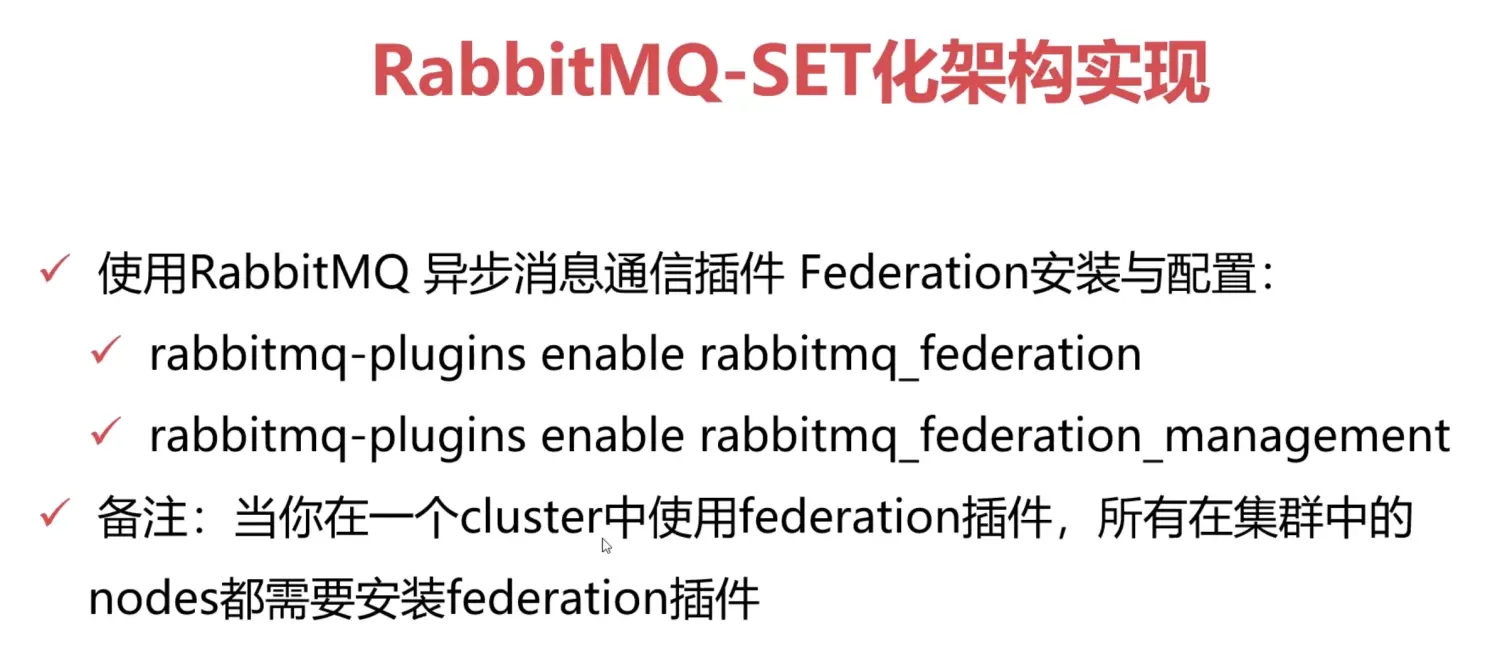 RabbitMQ-SET化架构实现
✓ 使用RabbitMQ 异步消息通信插件 Federation安装与配置：
✓ rabbitmq-plugins enable rabbitmq_federation
✓ rabbitmq-plugins enable rabbitmq_federation_management
✓ 备注：当你在一个cluster中使用federation插件，所有在集群中的
nodes都需要安装federation插件